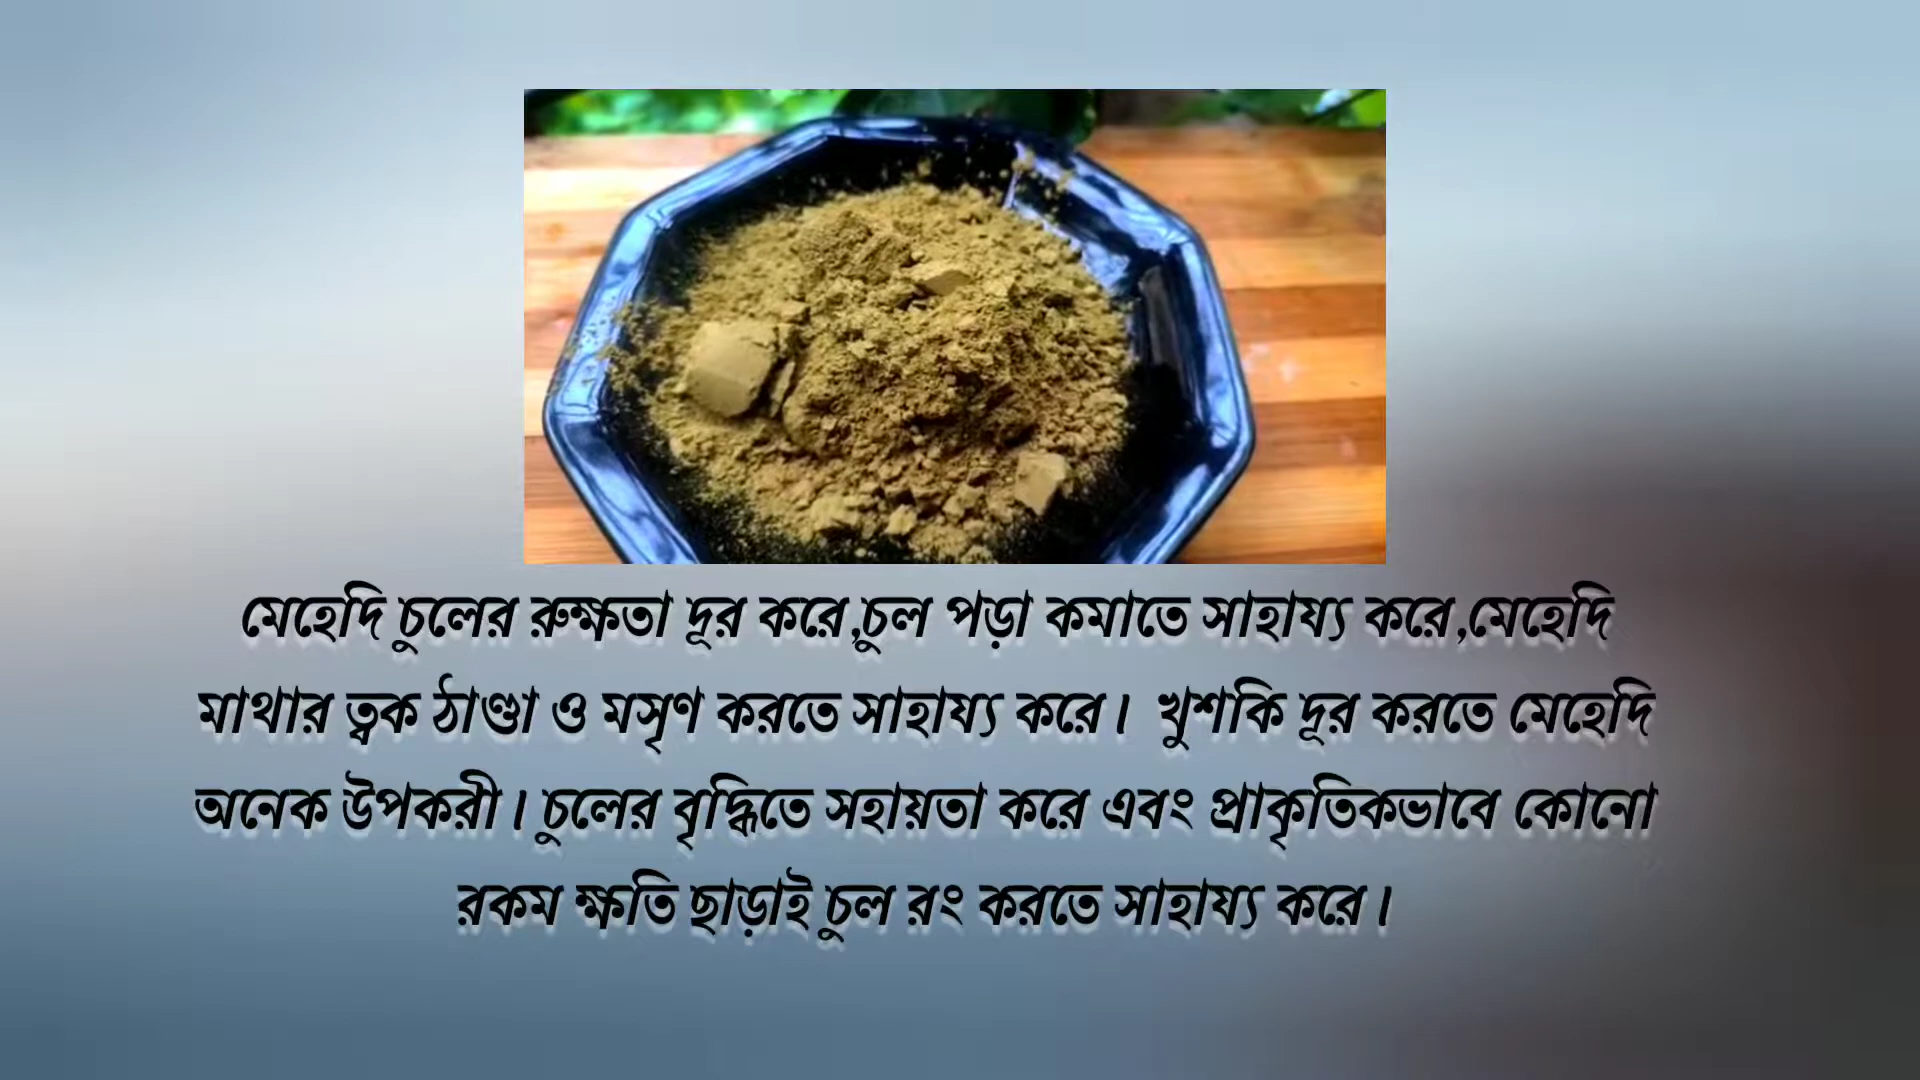 মেহেদি চুলের রুক্ষতা দূর করে,চুল পড়া কমাতে সাহায্য করে,মেহেদি
মাথার ত্বক ঠাণ্ডা ও মসৃণ করতে সাহায্য করে। খুশকি দূর করতে মেহেদি
অনেক উপকরী। চুলের বৃদ্ধিতে সহায়তা করে এবং প্রাকৃতিকভাবে কোনো
রকম ক্ষতি ছাড়াই চুল রং করতে সাহায্য করে।